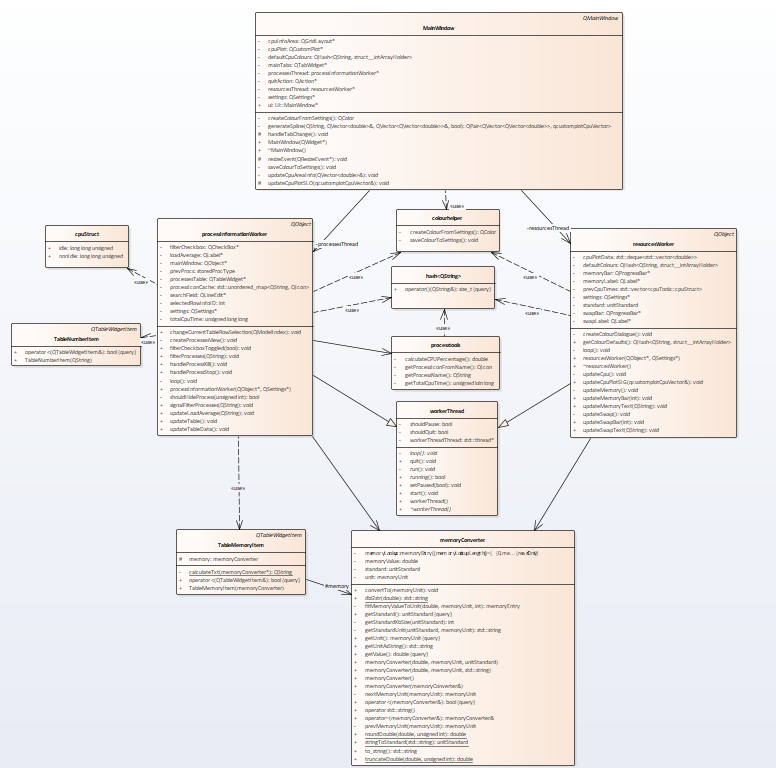 QMainWindow
MainWindow
- cpuInfoArea: QGridLayout*
- cpuPlot: QCustomPlot*
- defaultCpuColours: QHash<QString, struct__intArrayHolder>
- mainTabs: QTabWidget*
- processesThread: processInformationWorker*
- quitAction: QAction*
- resourcesThread: resourcesWorker*
- settings: QSettings*
+ ui: Ui::MainWindow*
- createColourFromSettings(): QColor
- generateSpline(QString, QVector<double>&, QVector<QVector<double>>&, bool): QPair<QVector<QVector<double>>, qcustomplotCpuVector>
# handleTabChange(): void
+ MainWindow(QWidget*)
+ ~MainWindow()
# resizeEvent(QResizeEvent*): void
- saveColourToSettings(): void
- updateCpuAreaInfo(QVector<double>&): void
# updateCpuPlotSLO(qcustomplotCpuVector&): void
«use»
-processesThread
-resourcesThread
colourhelper
- createColourFromSettings(): QColor
- saveColourToSettings(): void
cpuStruct
+ idle: long long unsigned
+ nonIdle: long long unsigned
«use»
QObject
processInformationWorker
- filterCheckbox: QCheckBox*
- loadAverage: QLabel*
- mainWindow: QObject*
- prevProcs: storedProcType
- processesTable: QTableWidget*
- processIconCache: std::unordered_map<QString, QIcon>
- searchField: QLineEdit*
- selectedRowInfoID: int
- settings: QSettings*
- totalCpuTime: unsigned long long
+ changeCurrentTableRowSelection(QModelIndex): void
- createProcessesView(): void
+ filterCheckboxToggled(bool): void
+ filterProcesses(QString): void
+ handleProcessKill(): void
+ handleProcessStop(): void
- loop(): void
+ processInformationWorker(QObject*, QSettings*)
- shouldHideProcess(unsigned int): bool
~ signalFilterProcesses(QString): void
+ updateLoadAverage(QString): void
+ updateTable(): void
+ updateTableData(): void
«use»
«use»
hash<QString>
+ operator()(QString&): size_t {query}
«use»
«use»
«use»
QObject
resourcesWorker
- cpuPlotData: std::deque<std::vector<double>>
- defaultColours: QHash<QString, struct__intArrayHolder>
- memoryBar: QProgressBar*
- memoryLabel: QLabel*
- prevCpuTimes: std::vector<cpuTools::cpuStruct>
- settings: QSettings*
- standard: unitStandard
- swapBar: QProgressBar*
- swapLabel: QLabel*
- createColourDialogue(): void
- getColourDefaults(): QHash<QString, struct__intArrayHolder>
- loop(): void
+ resourcesWorker(QObject*, QSettings*)
+ ~resourcesWorker()
- updateCpu(): void
+ updateCpuPlotSIG(qcustomplotCpuVector&): void
- updateMemory(): void
+ updateMemoryBar(int): void
+ updateMemoryText(QString): void
- updateSwap(): void
+ updateSwapBar(int): void
+ updateSwapText(QString): void
QTableWidgetItem
TableNumberItem
+ operator <(QTableWidgetItem&): bool {query}
+ TableNumberItem(QString)
«use»
processtools
- calculateCPUPercentage(): double
- getProcessIconFromName(): QIcon
- getProcessName(): QString
- getTotalCpuTime(): unsigned long long
workerThread
- shouldPause: bool
- shouldQuit: bool
- workerThreadThread: std::thread*
- loop(): void
+ quit(): void
- run(): void
+ running(): bool
+ setPaused(bool): void
+ start(): void
+ workerThread()
+ ~workerThread()
«use»
QTableWidgetItem
TableMemoryItem
# memory: memoryConverter
- calculateTxt(memoryConverter*): QString
+ operator <(QTableWidgetItem&): bool {query}
+ TableMemoryItem(memoryConverter)
#memory
memoryConverter
- memoryValue: double
- standard: unitStandard
- unit: memoryUnit
+ convertTo(memoryUnit): void
+ dbl2str(double): std::string
- fitMemoryValueToUnit(double, memoryUnit, int): memoryEntry
+ getStandard(): unitStandard {query}
- getStandardKbSize(unitStandard): int
- getStandardUnit(unitStandard, memoryUnit): std::string
+ getUnit(): memoryUnit {query}
+ getUnitAsString(): std::string
+ getValue(): double {query}
+ memoryConverter(double, memoryUnit, unitStandard)
+ memoryConverter(double, memoryUnit, std::string)
+ memoryConverter()
+ memoryConverter(memoryConverter&)
- nextMemoryUnit(memoryUnit): memoryUnit
+ operator <(memoryConverter&): bool {query}
+ operator std::string()
+ operator=(memoryConverter&): memoryConverter&
- prevMemoryUnit(memoryUnit): memoryUnit
+ roundDouble(double, unsigned int): double
+ stringToStandard(std::string): unitStandard
+ to_string(): std::string
+ truncateDouble(double, unsigned int): double